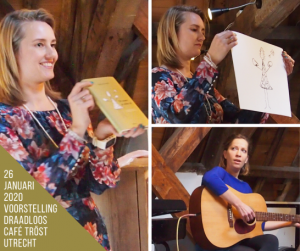 26
JANUARI
2020
VOORSTELLING
DRAADLOOS
CAFÉ TRÖST
UTRECHT